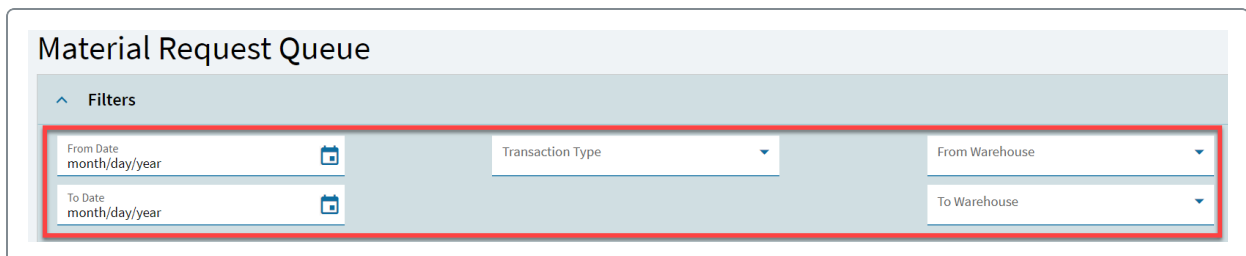 Material Request Queue
Filters
From Date
month/day/year
Transaction Type
From Warehouse
To Date
month/day/year
To Warehouse